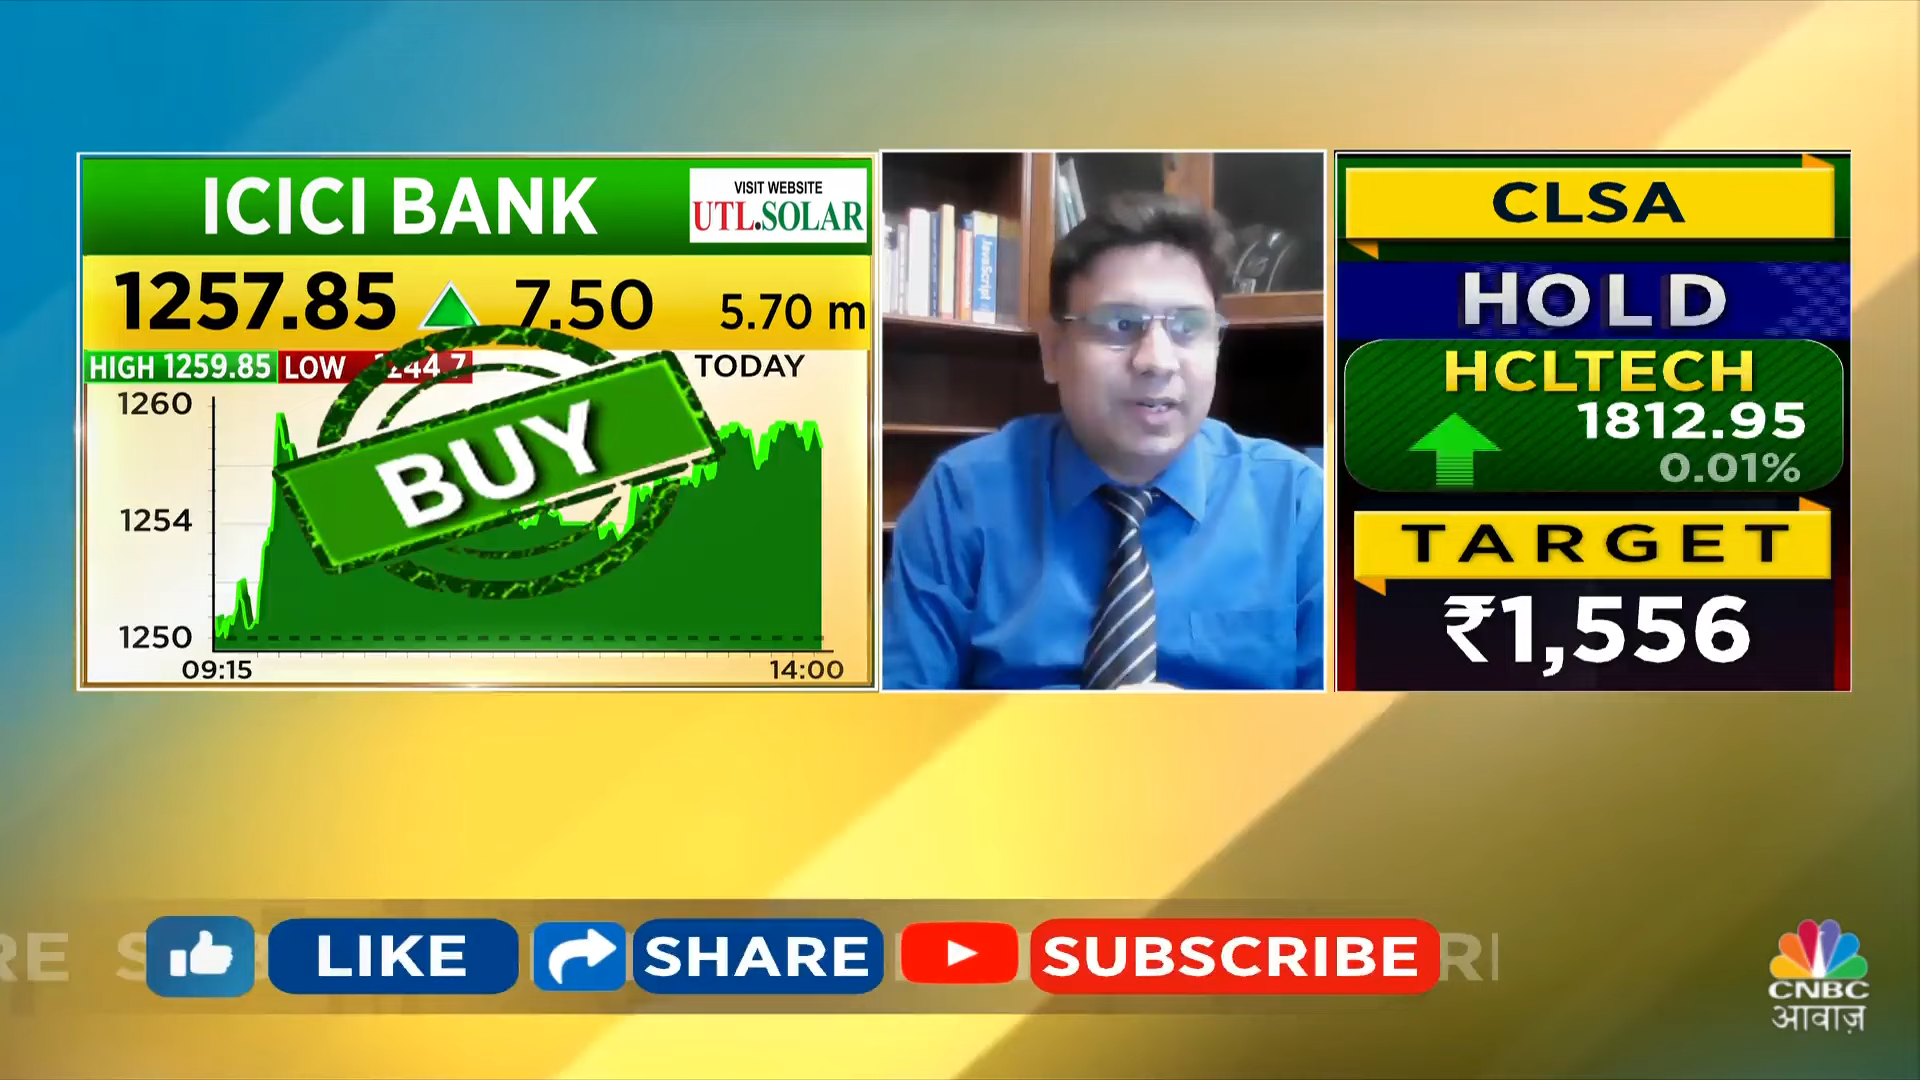 ICICI BANK
VISIT WEBSITE
UTL.SOLAR
1257.85 7.50 5.70 m
HIGH 1259.85 LOW
TODAY
BUY
1260
1254
1250
09:15 14:00
JavaScript
CLSA
HOLD
HCLTECH
1812.95
0.01%
TARGET
₹1,556
LIKE SHARE SUBSCRIBE
CNBC
आवाज़